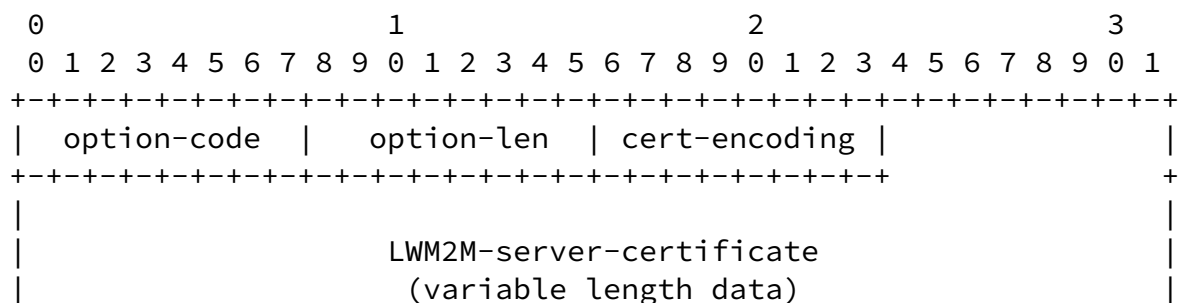 0                   1                   2                   3
 0 1 2 3 4 5 6 7 8 9 0 1 2 3 4 5 6 7 8 9 0 1 2 3 4 5 6 7 8 9 0 1
+-+-+-+-+-+-+-+-+-+-+-+-+-+-+-+-+-+-+-+-+-+-+-+-+-+-+-+-+-+-+-+-+
|  option-code  |   option-len  | cert-encoding |               |
+-+-+-+-+-+-+-+-+-+-+-+-+-+-+-+-+-+-+-+-+-+-+-+-+               +
|                                                               |
|                    LWM2M-server-certificate                   |
|                     (variable length data)                    |